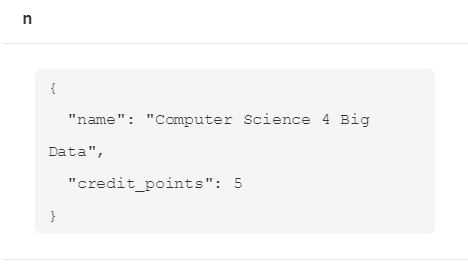 n
{
"name": "Computer Science 4 Big
Data",
"credit_points": 5
}